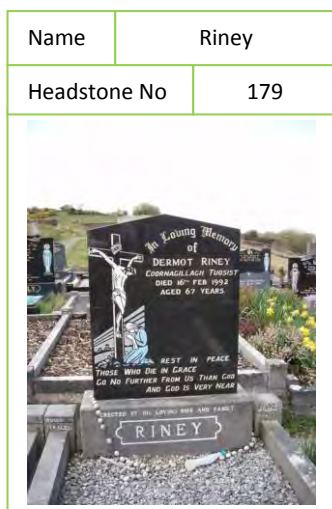 Name Riney
Headstone No 179
In Loving Memory
of
DERMOT RINEY
COORNAGILLAGH TUOSIST
DIED 16TH FEB 1992
AGED 67 YEARS
REST IN PEACE
THOSE WHO DIE IN GRACE
GO NO FURTHER FROM US THAN GOD
AND GOD IS VERY NEAR
ERECTED BY HIS LOVING WIFE AND FAMILY
RINEY